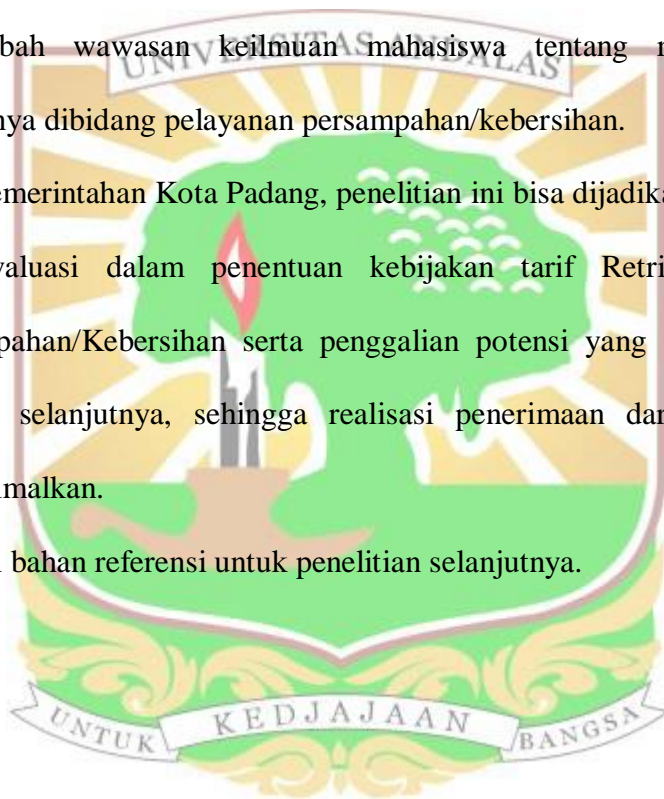 bah wawasan keilmuan mahasiswa tentang
UNIVERSITAS ANDALAS
nya dibidang pelayanan persampahan/kebersihan.
emerintahan Kota Padang, penelitian ini bisa dijadika
valuasi dalam penentuan kebijakan tarif Retri
pahan/Kebersihan serta penggalian potensi yang
selanjutnya, sehingga realisasi penerimaan dar
malkan.
bahan referensi untuk penelitian selanjutnya.
UNTUK KEDJAJAAN BANGSA